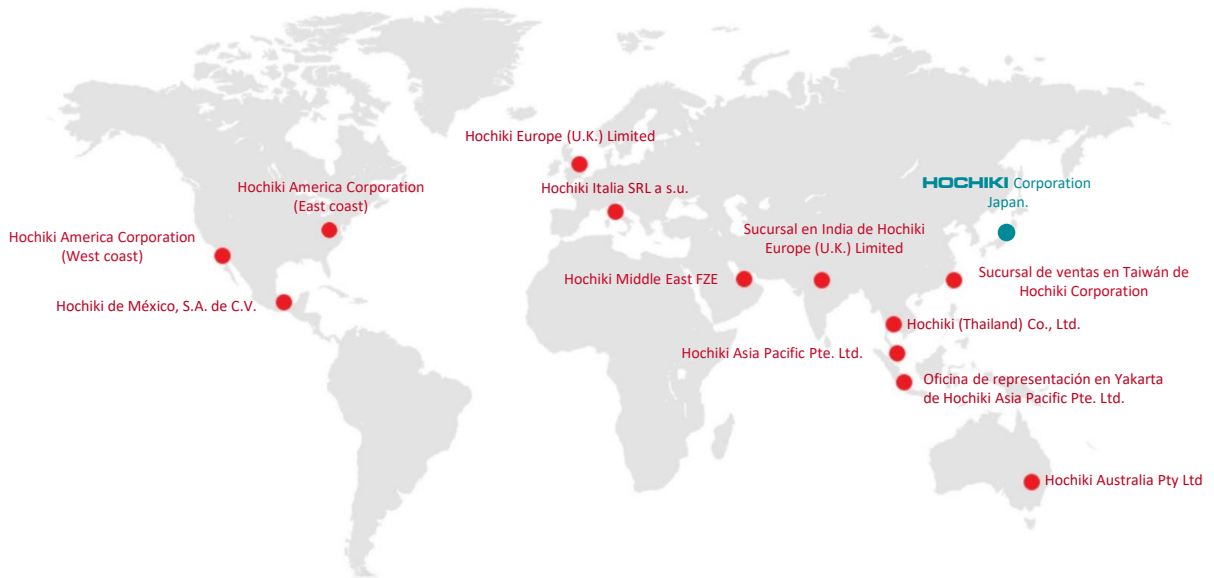 Hochiki Europe (U.K.) Limited
Hochiki America Corporation
(East coast)
Hochiki Italia SRL a s.u.
HOCHIKI Corporation
Japan.
Hochiki America Corporation
(West coast)
Sucursal en India de Hochiki
Europe (U.K.) Limited
Hochiki Middle East FZE
Sucursal de ventas en Taiwán de
Hochiki Corporation
Hochiki de México, S.A. de C.V.
Hochiki (Thailand) Co., Ltd.
Hochiki Asia Pacific Pte. Ltd.
Oficina de representación en Yakarta
de Hochiki Asia Pacific Pte. Ltd.
Hochiki Australia Pty Ltd